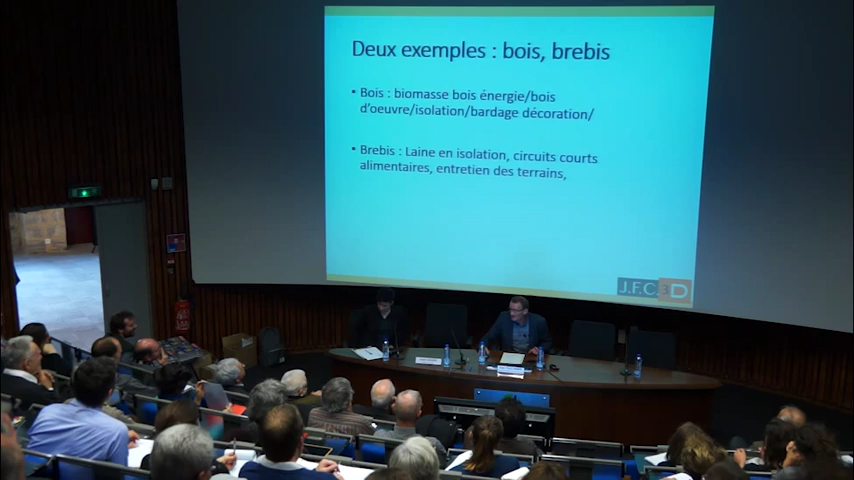 Deux exemples : bois, brebis
• Bois : biomasse bois énergie/bois
d'oeuvre/isolation/bardage décoration/
• Brebis : Laine en isolation, circuits courts
alimentaires, entretien des terrains,
J.F.C.3D